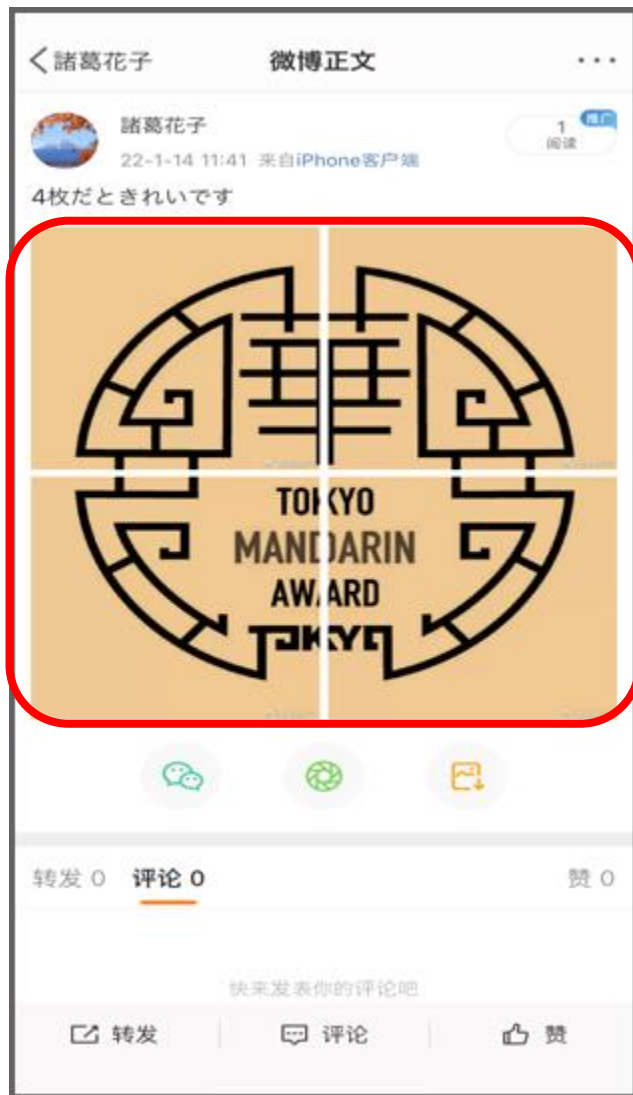 諸葛花子
微博正文
諸葛花子
1
推广
阅读
22-1-14 11:41 来自iPhone客户端
4枚だときれいです
華
TOKYO
MANDARIN
AWARD
TOKYO
转发 0 评论 0
赞 0
快来发表你的评论吧
转发
评论
赞